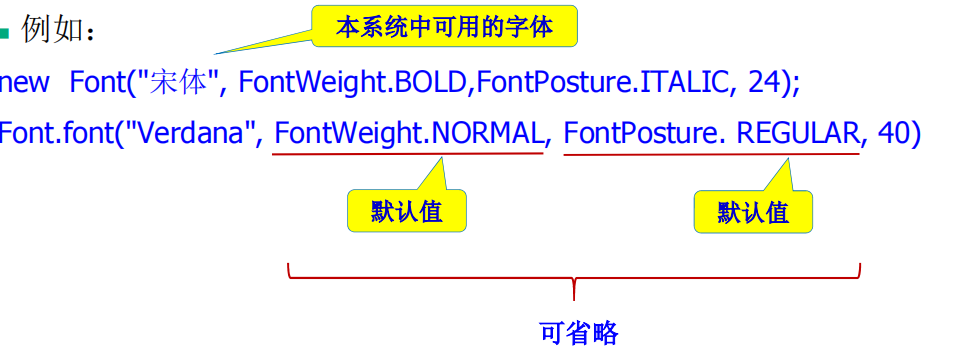 例如：
本系统中可用的字体
new Font("宋体", FontWeight.BOLD,FontPosture.ITALIC, 24);
Font.font("Verdana", FontWeight.NORMAL, FontPosture. REGULAR, 40)
默认值
默认值
可省略